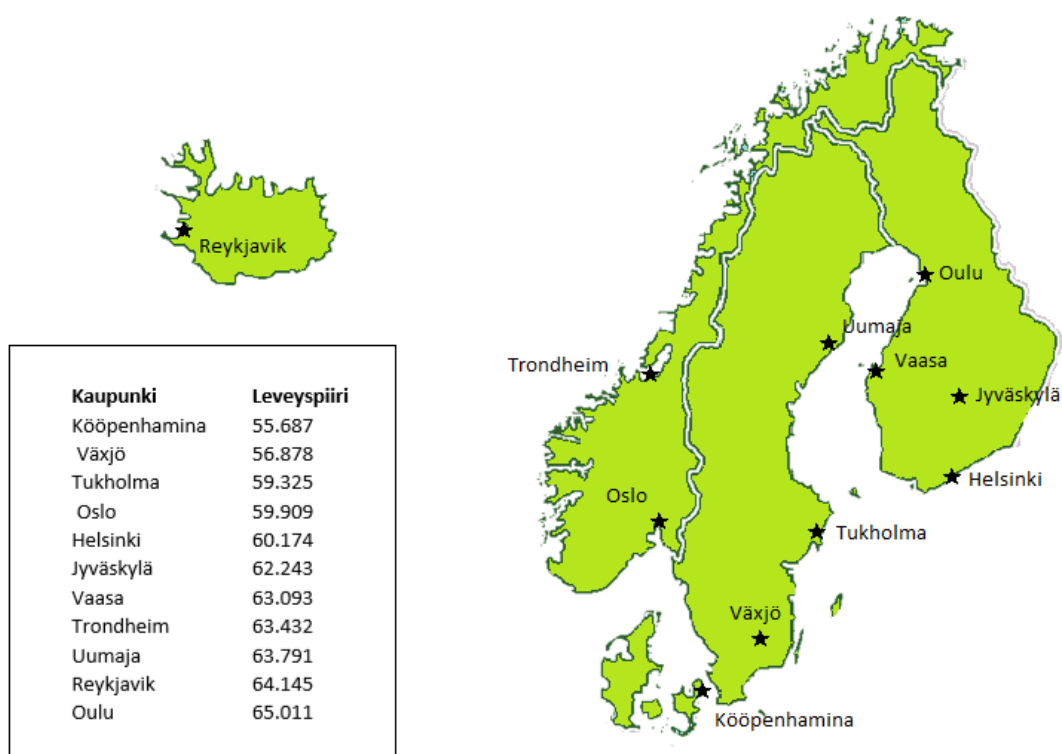 Reykjavik
Oulu
Uumaja
Vaasa
Trondheim
Jyväskylä
Helsinki
Oslo
Tukholma
Växjö
Kööpenhamina
Kaupunki Leveyspiiri
Kööpenhamina 55.687
Växjö 56.878
Tukholma 59.325
Oslo 59.909
Helsinki 60.174
Jyväskylä 62.243
Vaasa 63.093
Trondheim 63.432
Uumaja 63.791
Reykjavik 64.145
Oulu 65.011